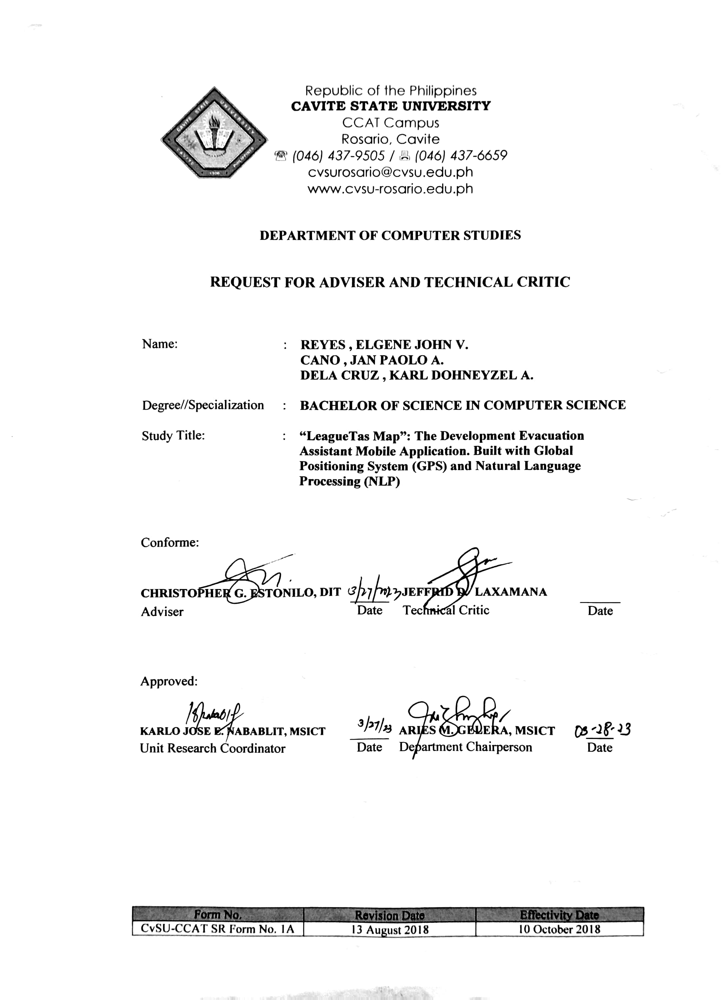 Republic of the Philippines
CAVITE STATE UNIVERSITY
CCAT Campus
Rosario, Cavite
(046) 437-9505 / (046) 437-6659
cvsurosario@cvsu.edu.ph
www.cvsu-rosario.edu.ph
CAVITE STATE UNIVERSITY
CAVITE 1906 PHILIPPINES
DEPARTMENT OF COMPUTER STUDIES
REQUEST FOR ADVISER AND TECHNICAL CRITIC
Name: : REYES , ELGENE JOHN V.
CANO , JAN PAOLO A.
DELA CRUZ , KARL DOHNEYZEL A.
Degree//Specialization : BACHELOR OF SCIENCE IN COMPUTER SCIENCE
Study Title: : “LeagueTas Map”: The Development Evacuation
Assistant Mobile Application. Built with Global
Positioning System (GPS) and Natural Language
Processing (NLP)
Conforme:
CHRISTOPHER G. ESTONILO, DIT 3/27/2023 JEFFRID D. LAXAMANA
Adviser Date Technical Critic Date
Approved:
KARLO JOSE E. NABABLIT, MSICT 3/27/23 ARIES M. GELERA, MSICT 03-28-23
Unit Research Coordinator Date Department Chairperson Date
Form No. Revision Date Effectivity Date
CvSU-CCAT SR Form No. 1A 13 August 2018 10 October 2018